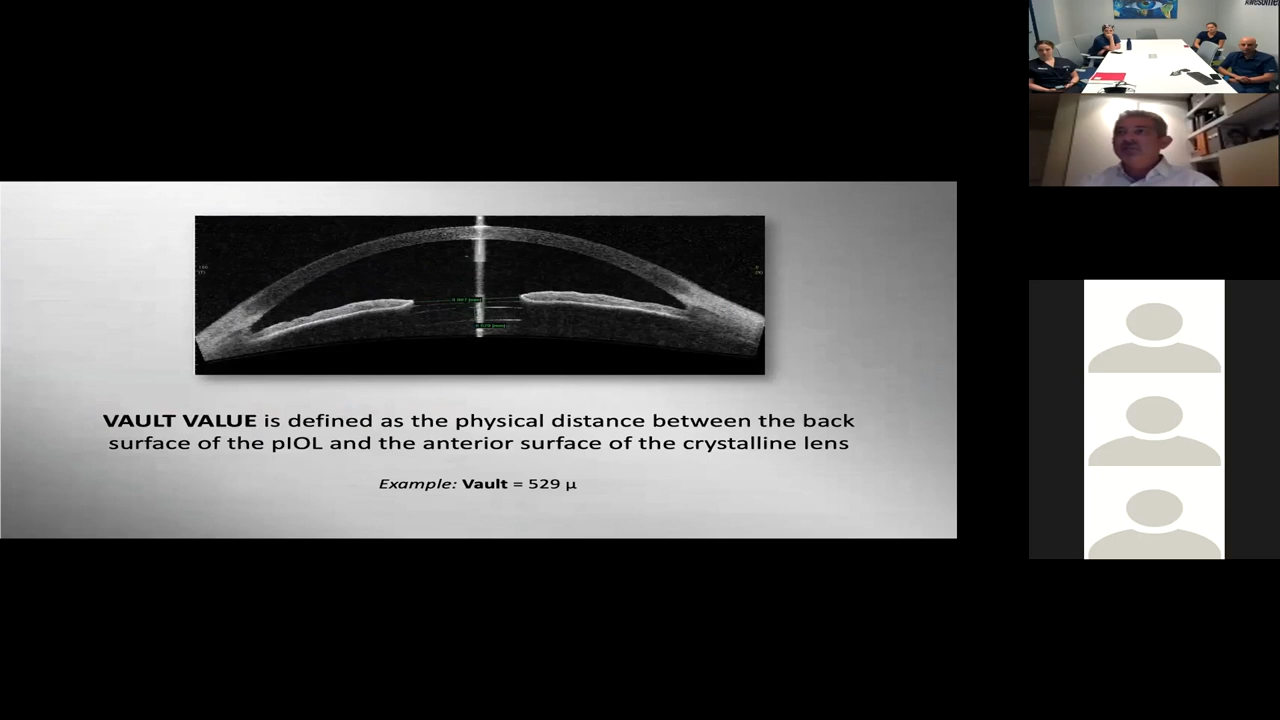 Awesome
VAULT VALUE is defined as the physical distance between the back
surface of the pIOL and the anterior surface of the crystalline lens
Example: Vault = 529 μ